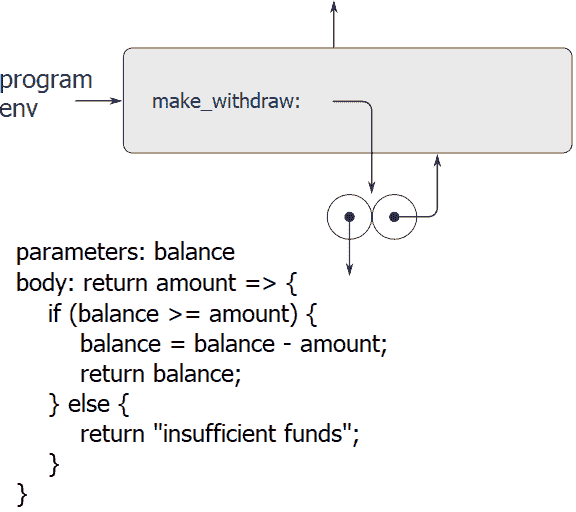 program
env
make_withdraw:
parameters: balance
body: return amount => {
if (balance >= amount) {
balance = balance - amount;
return balance;
} else {
return "insufficient funds";
}
}